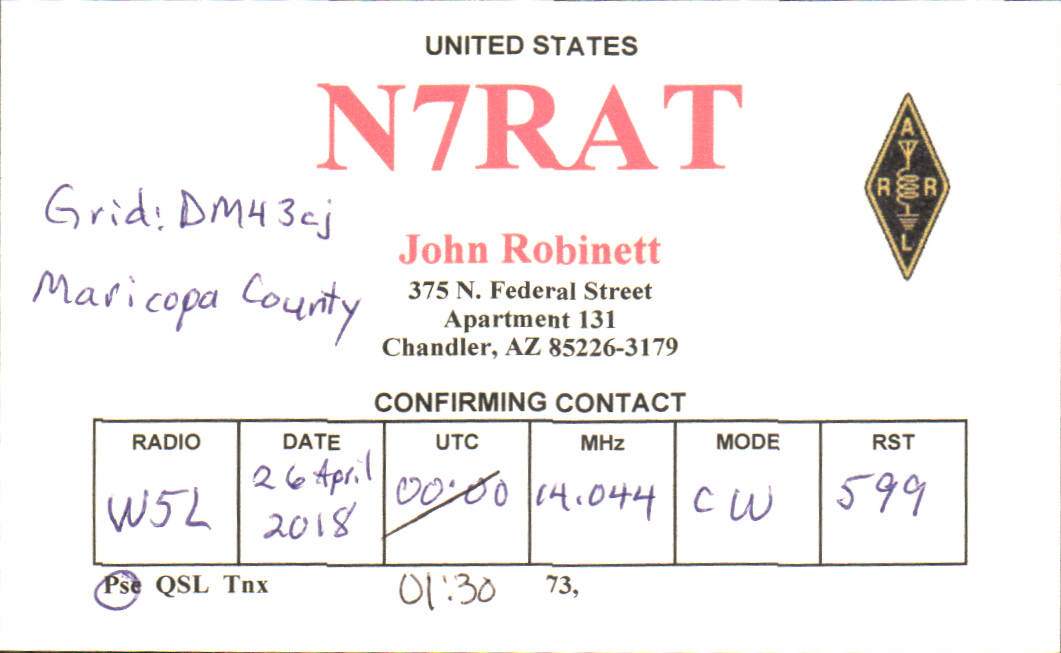 UNITED STATES
N7RAT
A
R R
L
Grid: DM43cj
John Robinett
Maricopa County
375 N. Federal Street
Apartment 131
Chandler, AZ 85226-3179
CONFIRMING CONTACT
RADIO DATE UTC MHz MODE RST
W5L 26 April 2018 00:00 14.044 CW 599
Pse QSL Tnx 01:30 73,